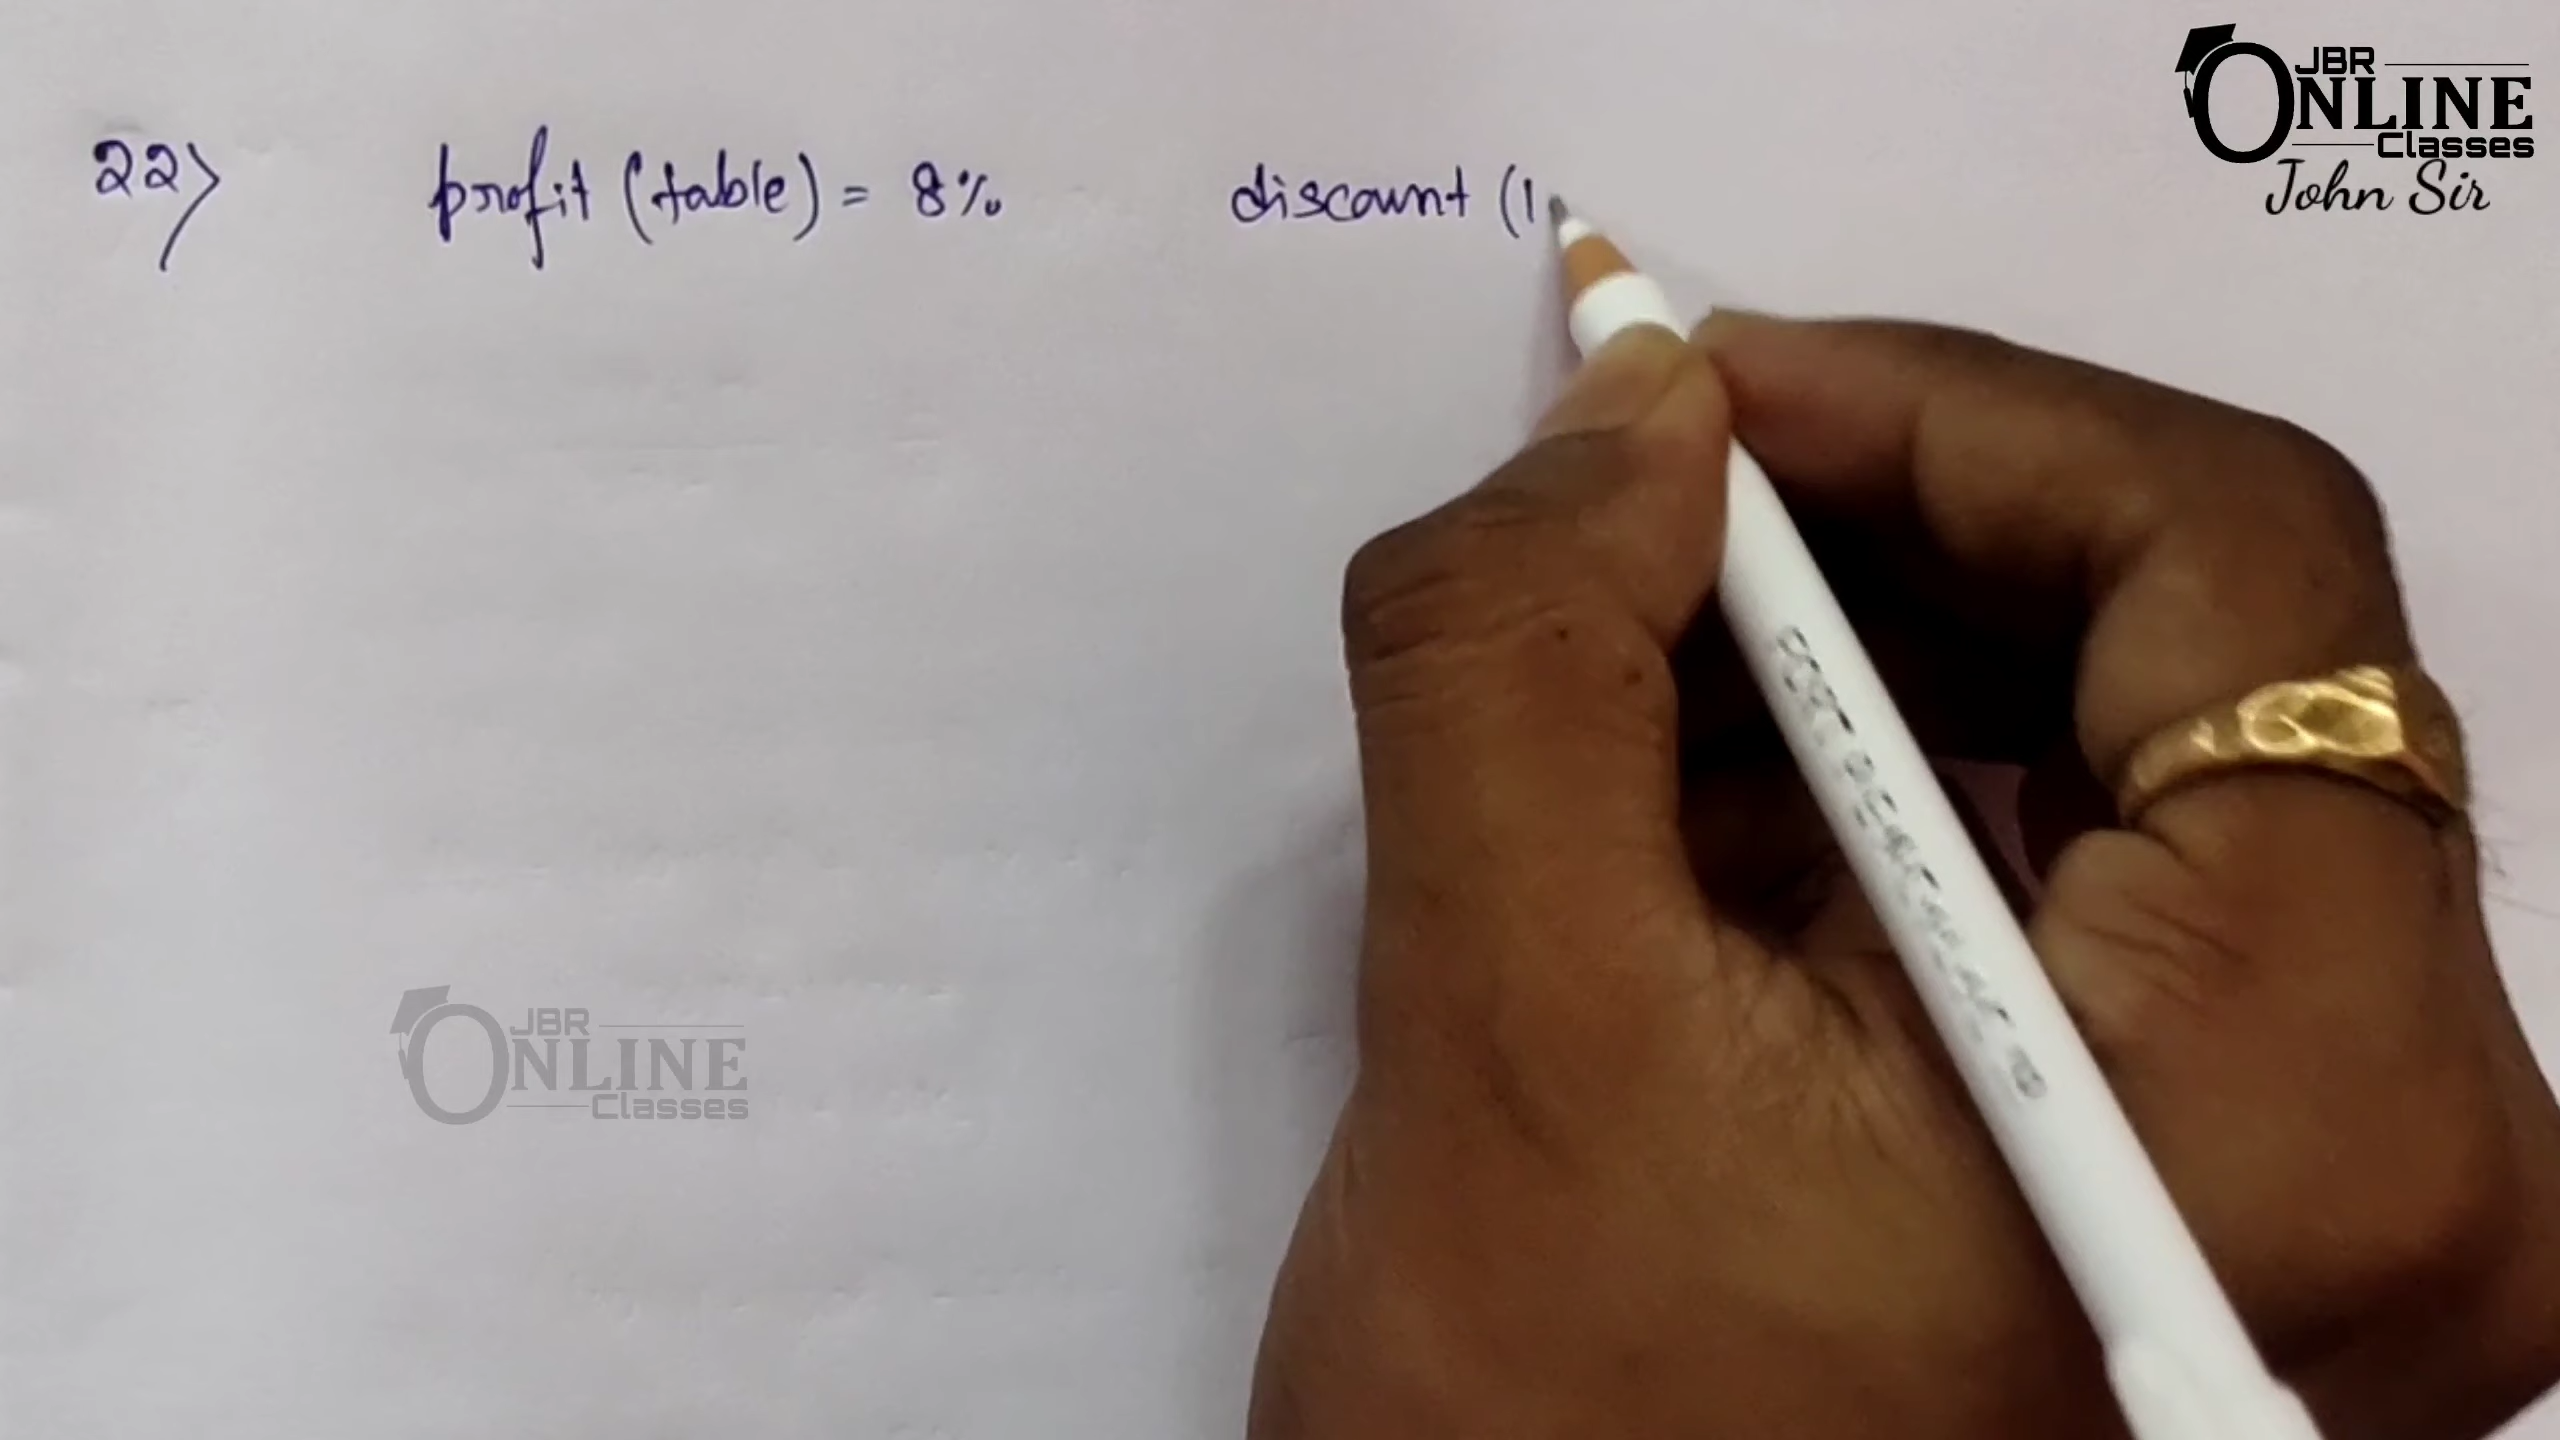 JBR
ONLINE
Classes
John Sir
22) profit (table) = 8% discount (1
JBR
ONLINE
Classes